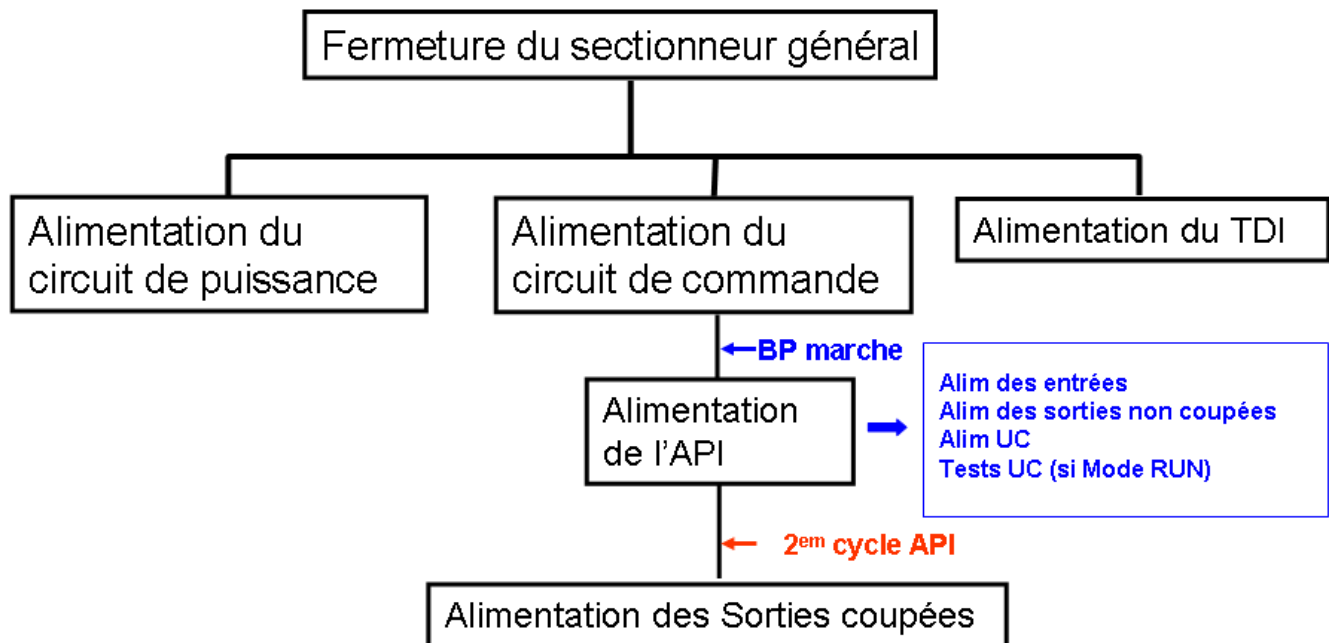 Fermeture du sectionneur général
Alimentation du
circuit de puissance
Alimentation du
circuit de commande
Alimentation du TDI
BP marche
Alimentation
de l'API
Alim des entrées
Alim des sorties non coupées
Alim UC
Tests UC (si Mode RUN)
2em cycle API
Alimentation des Sorties coupées